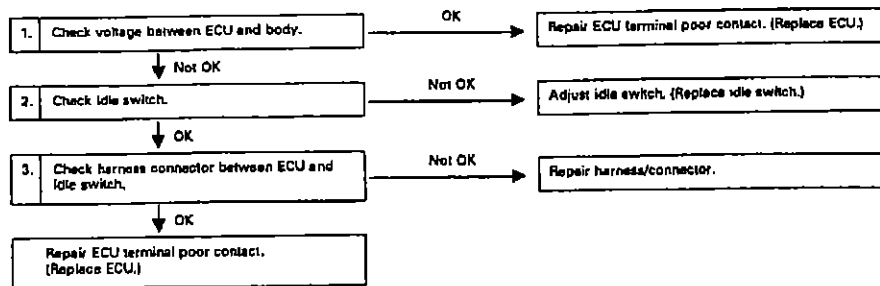 OK
1. Check voltage between ECU and body.
Repair ECU terminal poor contact. (Replace ECU.)
Not OK
2. Check idle switch.
Not OK
Adjust idle switch. (Replace idle switch.)
OK
3. Check harness connector between ECU and
idle switch.
Not OK
Repair harness/connector.
OK
Repair ECU terminal poor contact.
(Replace ECU.)